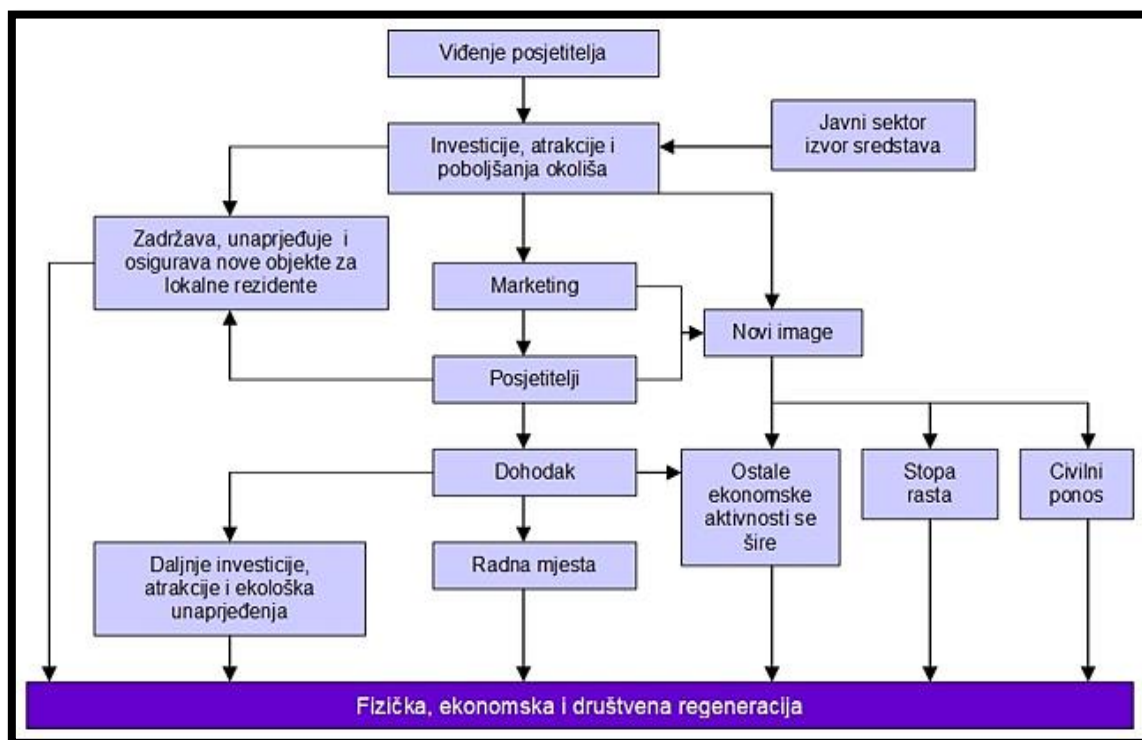 Viđenje posjetitelja
Investicije, atrakcije i
poboljšanja okoliša
Javni sektor
izvor sredstava
Zadržava, unaprjeđuje i
osigurava nove objekte za
lokalne rezidente
Marketing
Novi image
Posjetitelji
Dohodak
Ostale
ekonomske
aktivnosti se
šire
Stopa
rasta
Civilni
ponos
Daljnje investicije,
atrakcije i ekološka
unaprjeđenja
Radna mjesta
Fizička, ekonomska i društvena regeneracija